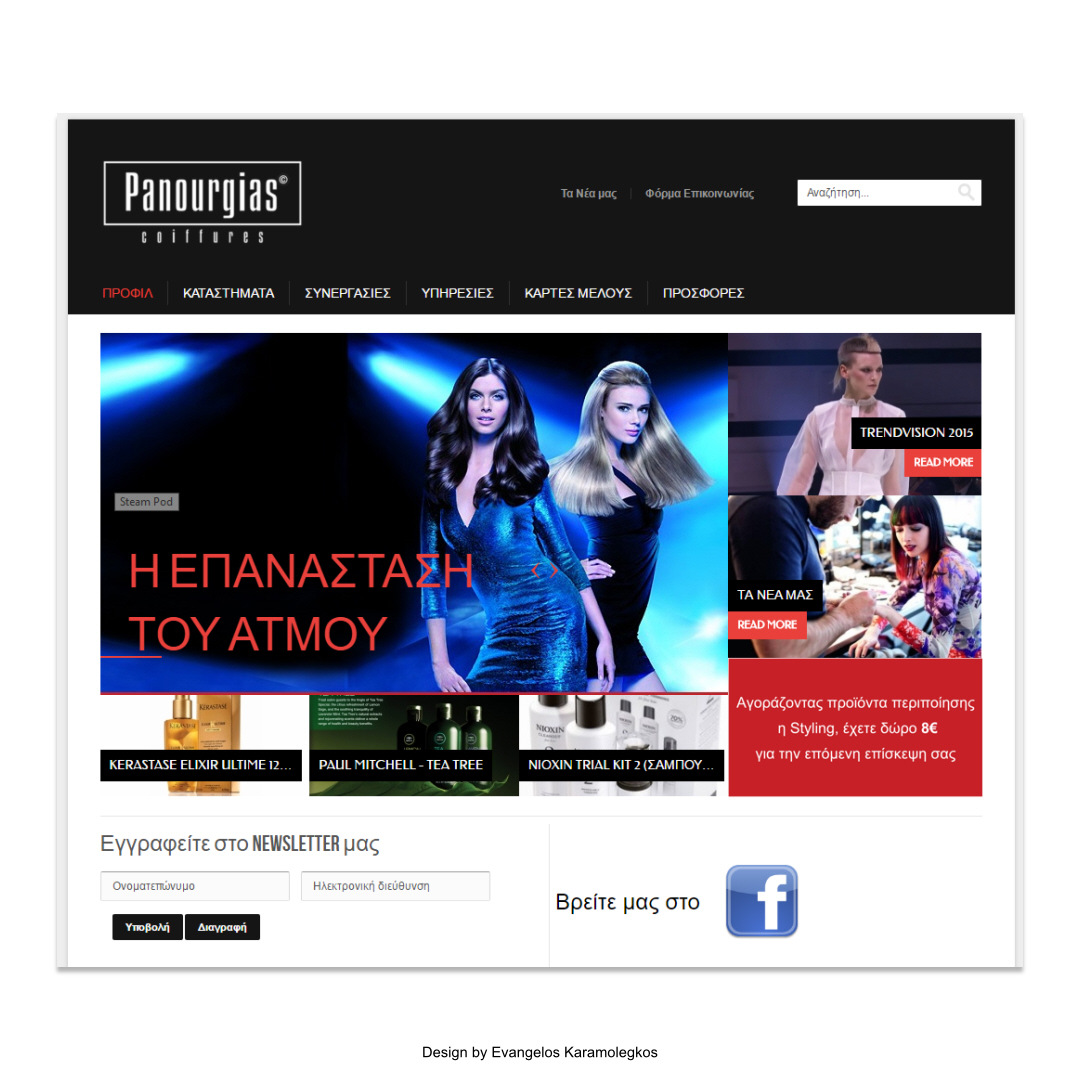 Panourgias©
coiffures
Τα Νέα μας
Φόρμα Επικοινωνίας
Αναζήτηση...
ΠΡΟΦΙΛ
ΚΑΤΑΣΤΗΜΑΤΑ
ΣΥΝΕΡΓΑΣΙΕΣ
ΥΠΗΡΕΣΙΕΣ
ΚΑΡΤΕΣ ΜΕΛΟΥΣ
ΠΡΟΣΦΟΡΕΣ
Steam Pod
Η ΕΠΑΝΑΣΤΑΣΗ
ΤΟΥ ΑΤΜΟΥ
TRENDVISION 2015
READ MORE
ΤΑ ΝΕΑ ΜΑΣ
READ MORE
Αγοράζοντας προϊόντα περιποίησης
η Styling, έχετε δώρο 8€
για την επόμενη επίσκεψη σας
KERASTASE
KERASTASE ELIXIR ULTIME 12...
PAUL MITCHELL - TEA TREE
NIOXIN
NIOXIN TRIAL KIT 2 (ΣΑΜΠΟΥ...
Εγγραφείτε στο NEWSLETTER μας
Ονοματεπώνυμο
Ηλεκτρονική διεύθυνση
Υποβολή
Διαγραφή
Βρείτε μας στο
f
Design by Evangelos Karamolegkos